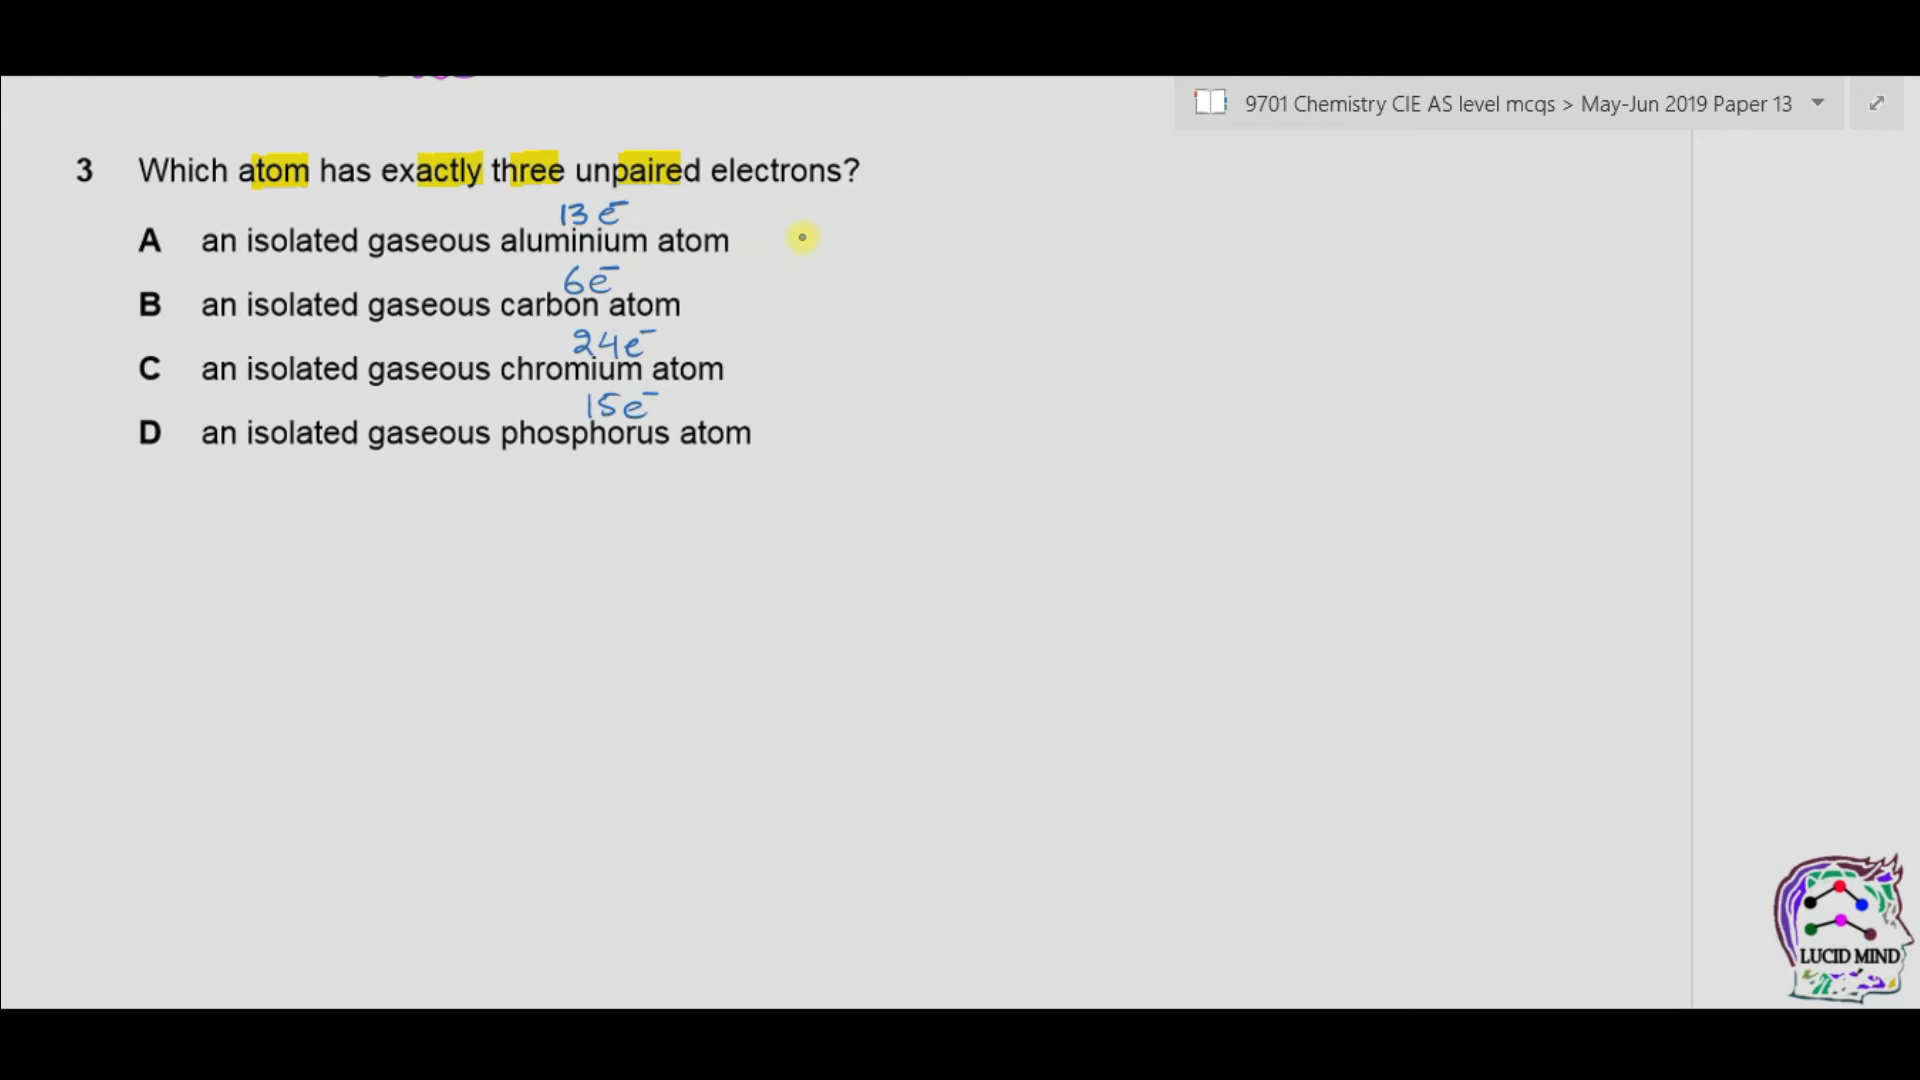 9701 Chemistry CIE AS level mcqs > May-Jun 2019 Paper 13
3 Which atom has exactly three unpaired electrons?
13 e⁻
A an isolated gaseous aluminium atom
6e⁻
B an isolated gaseous carbon atom
24e⁻
C an isolated gaseous chromium atom
15e⁻
D an isolated gaseous phosphorus atom
LUCID MIND